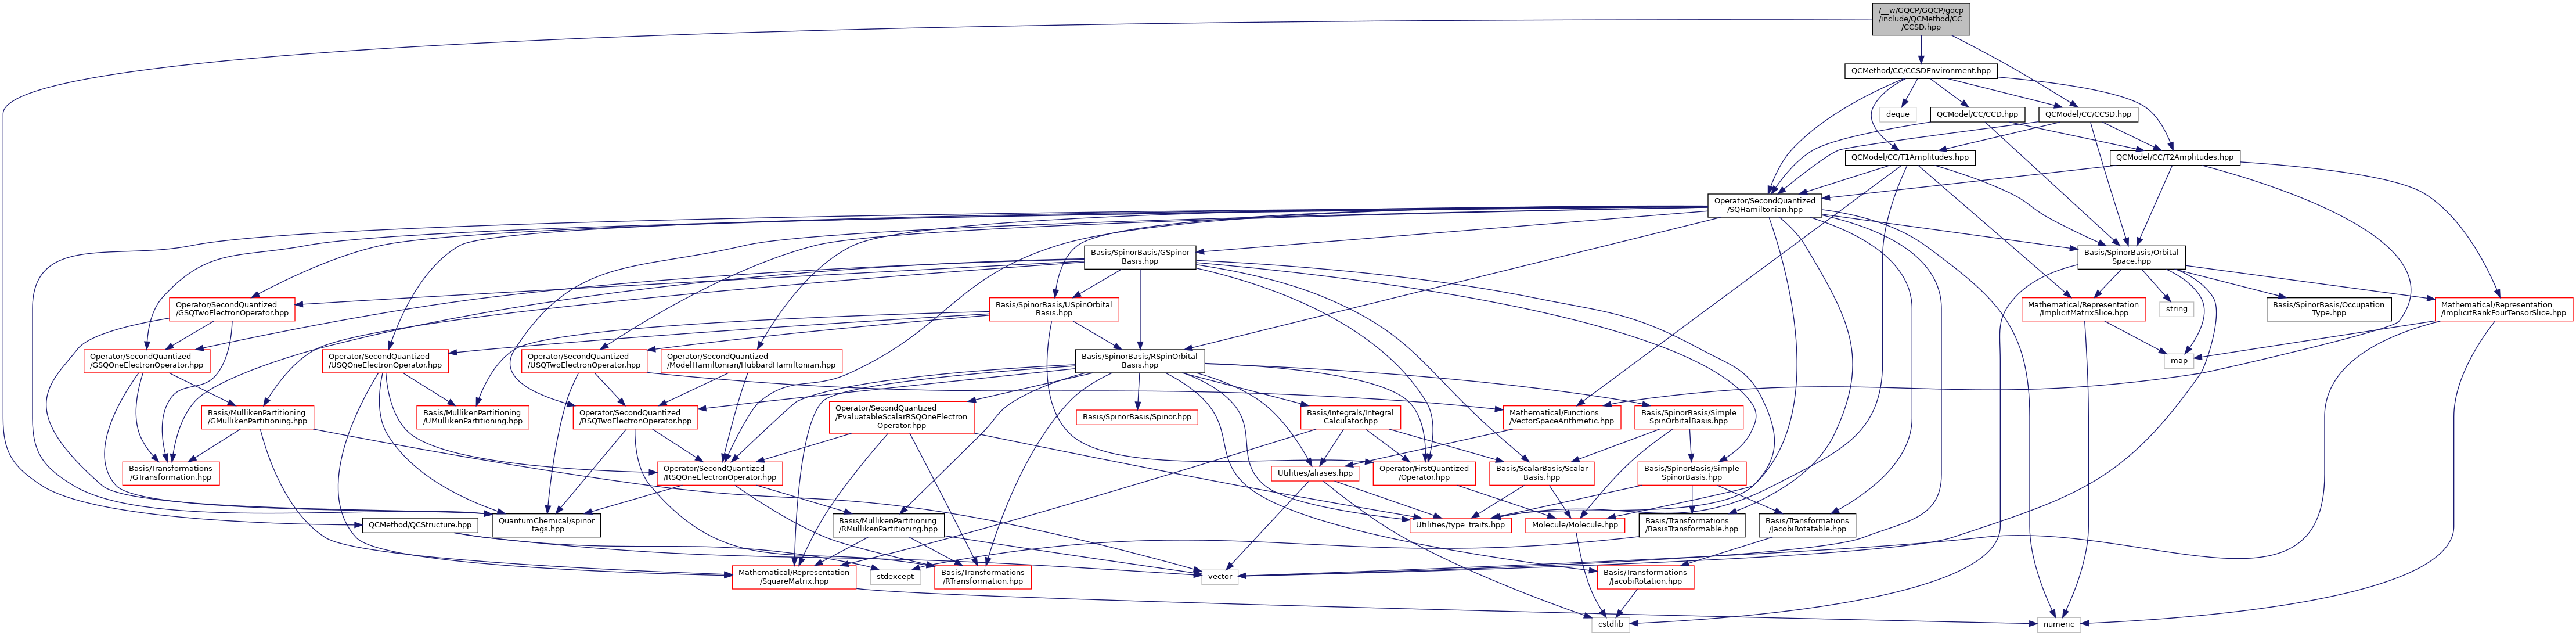 /__w/GQCP/GQCP/gqcp
/include/QCMethod/CC
/CCSD.hpp
QCMethod/CC/CCSDEnvironment.hpp
deque
QCModel/CC/CCD.hpp
QCModel/CC/CCSD.hpp
QCModel/CC/T1Amplitudes.hpp
QCModel/CC/T2Amplitudes.hpp
Operator/SecondQuantized
/SQHamiltonian.hpp
Basis/SpinorBasis/GSpinor
Basis.hpp
Basis/SpinorBasis/Orbital
Space.hpp
Operator/SecondQuantized
/GSQTwoElectronOperator.hpp
Basis/SpinorBasis/USpinOrbital
Basis.hpp
Mathematical/Representation
/ImplicitMatrixSlice.hpp
string
Basis/SpinorBasis/Occupation
Type.hpp
Mathematical/Representation
/ImplicitRankFourTensorSlice.hpp
Operator/SecondQuantized
/GSQOneElectronOperator.hpp
Operator/SecondQuantized
/USQOneElectronOperator.hpp
Operator/SecondQuantized
/USQTwoElectronOperator.hpp
Operator/SecondQuantized
/ModelHamiltonian/HubbardHamiltonian.hpp
Basis/SpinorBasis/RSpinOrbital
Basis.hpp
map
Basis/MullikenPartitioning
/GMullikenPartitioning.hpp
Basis/MullikenPartitioning
/UMullikenPartitioning.hpp
Operator/SecondQuantized
/RSQTwoElectronOperator.hpp
Operator/SecondQuantized
/EvaluatableScalarRSQOneElectron
Operator.hpp
Basis/SpinorBasis/Spinor.hpp
Basis/Integrals/Integral
Calculator.hpp
Mathematical/Functions
/VectorSpaceArithmetic.hpp
Basis/SpinorBasis/Simple
SpinOrbitalBasis.hpp
Basis/Transformations
/GTransformation.hpp
Operator/SecondQuantized
/RSQOneElectronOperator.hpp
Utilities/aliases.hpp
Operator/FirstQuantized
/Operator.hpp
Basis/ScalarBasis/Scalar
Basis.hpp
Basis/SpinorBasis/Simple
SpinorBasis.hpp
QCMethod/QCStructure.hpp
QuantumChemical/spinor
_tags.hpp
Basis/MullikenPartitioning
/RMullikenPartitioning.hpp
Utilities/type_traits.hpp
Molecule/Molecule.hpp
Basis/Transformations
/BasisTransformable.hpp
Basis/Transformations
/JacobiRotatable.hpp
Mathematical/Representation
/SquareMatrix.hpp
stdexcept
Basis/Transformations
/RTransformation.hpp
vector
Basis/Transformations
/JacobiRotation.hpp
cstdlib
numeric